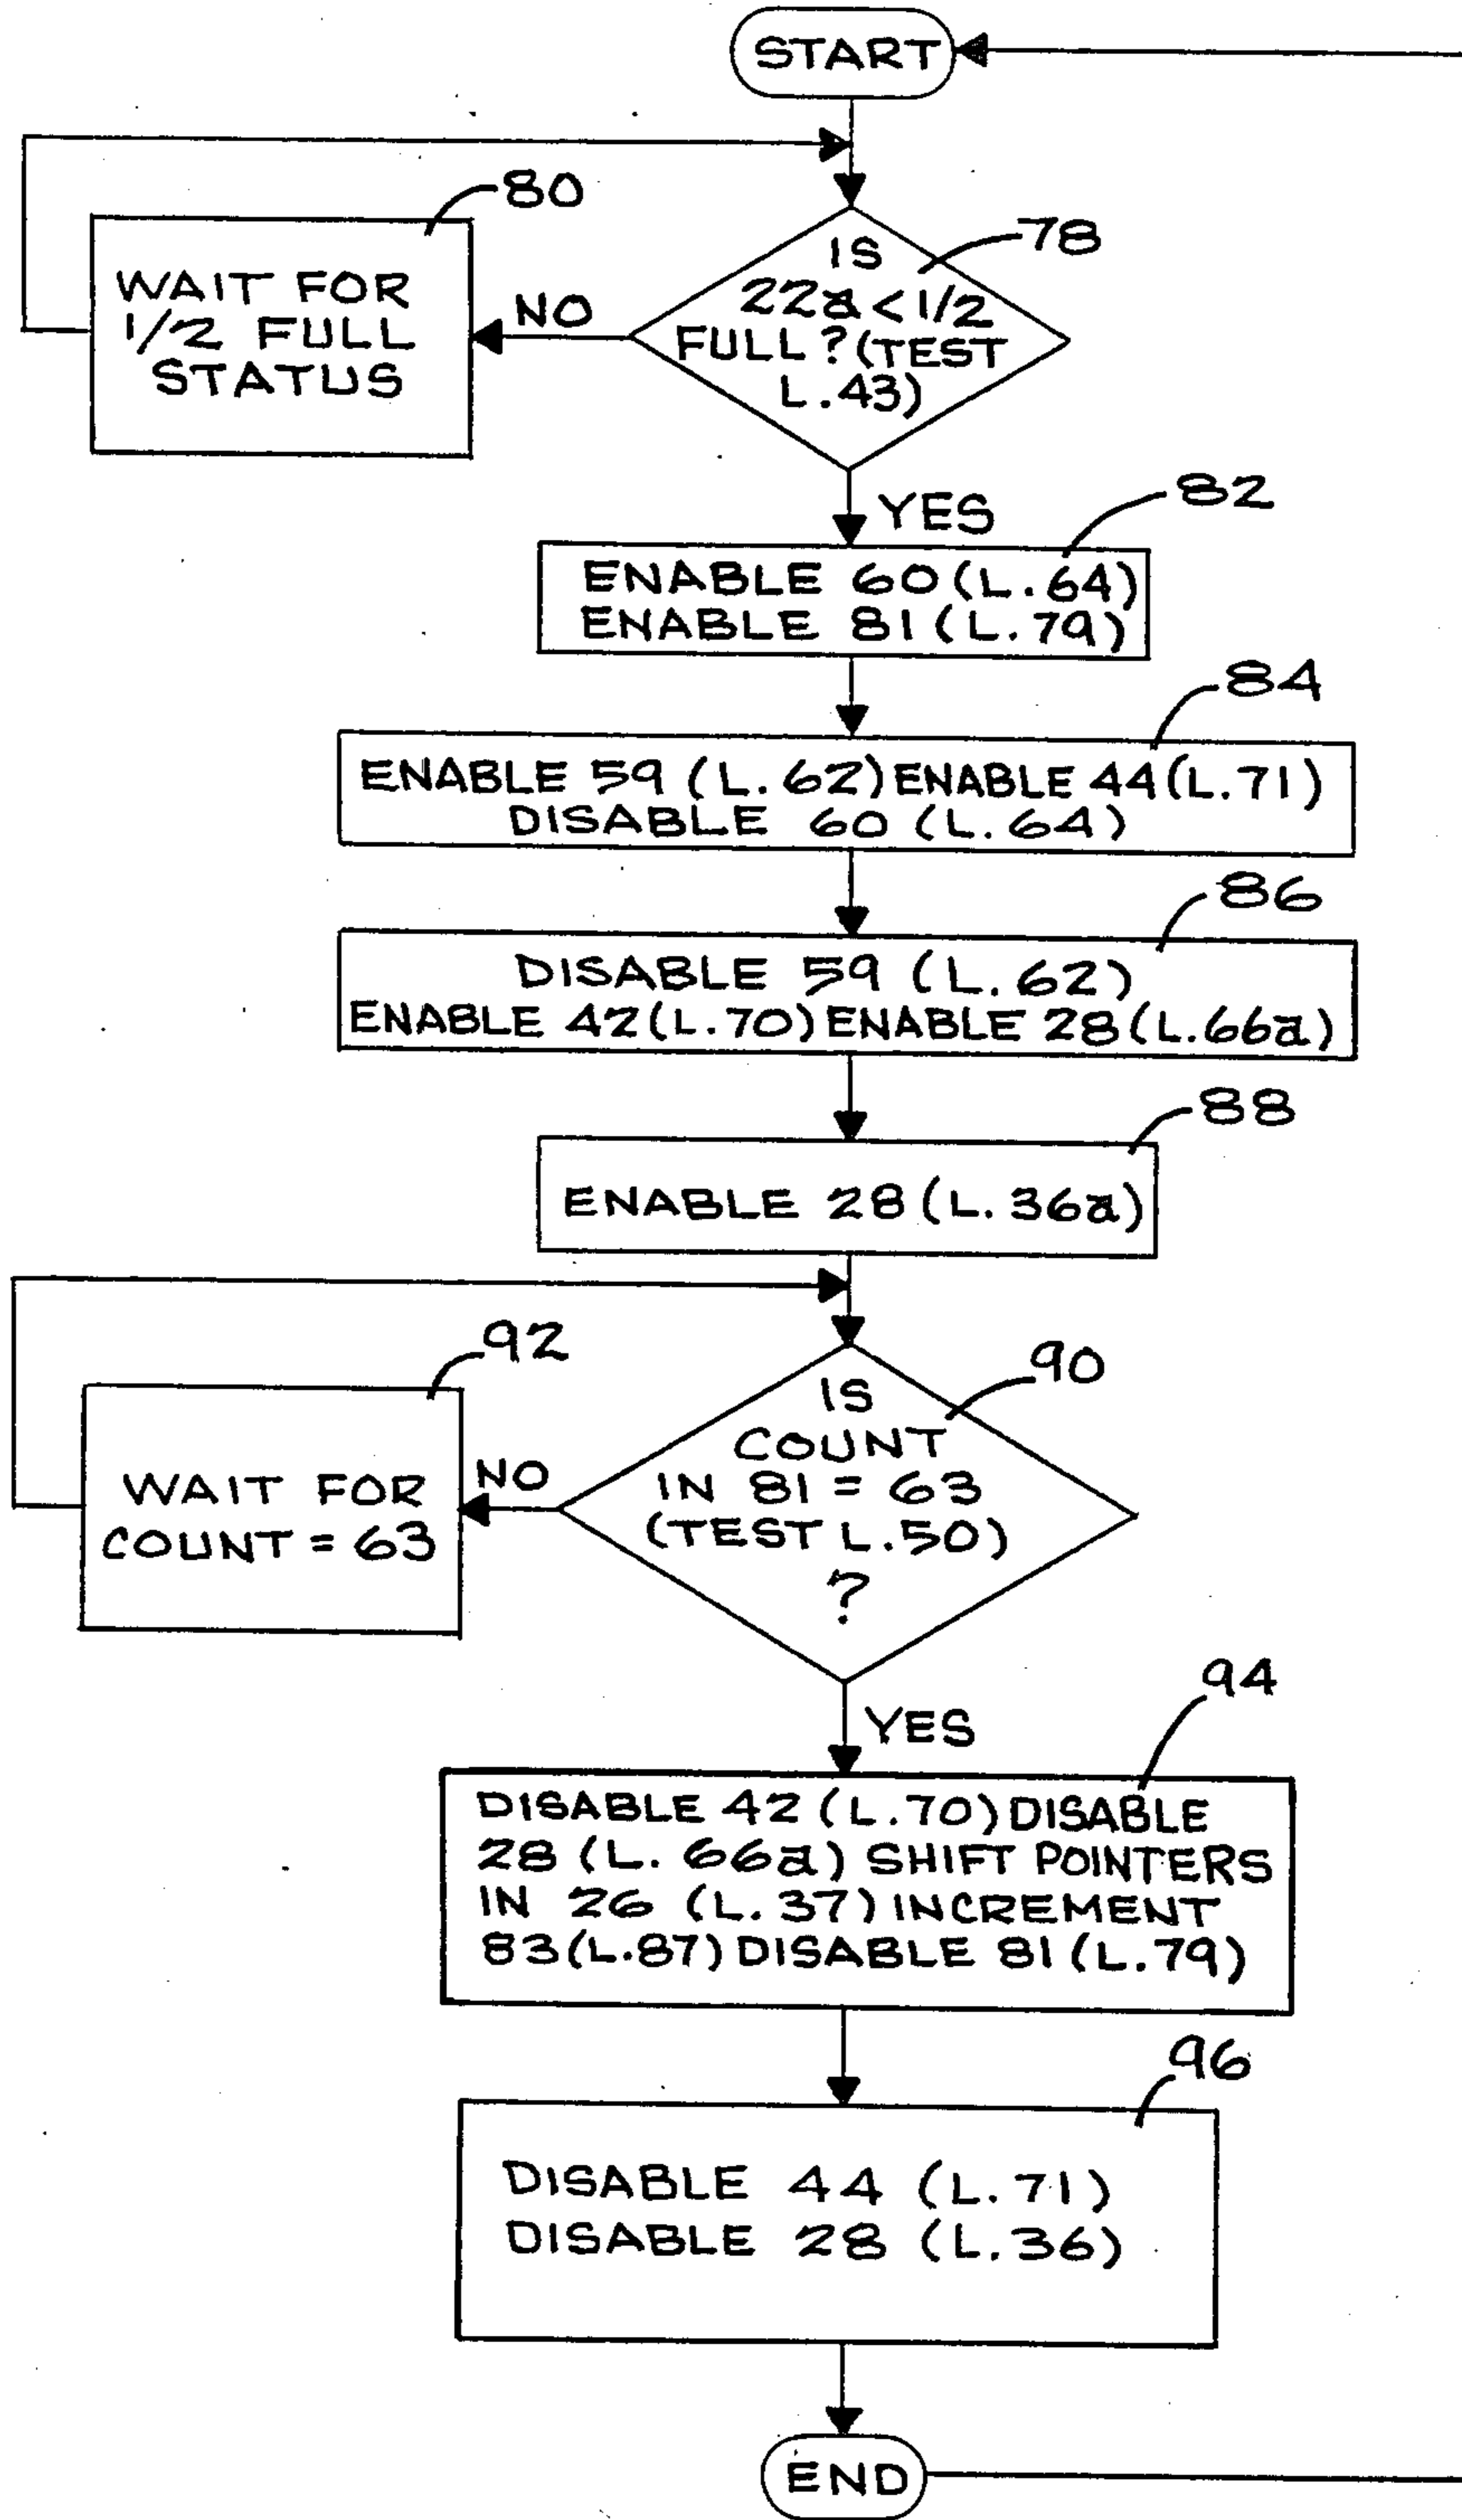 START
80
WAIT FOR
1/2 FULL
STATUS
NO
78
IS
22a < 1/2
FULL ? (TEST
L.43)
YES
82
ENABLE 60 (L.64)
ENABLE 81 (L.79)
84
ENABLE 59 (L. 62) ENABLE 44 (L.71)
DISABLE 60 (L. 64)
86
DISABLE 59 (L. 62)
ENABLE 42 (L.70) ENABLE 28 (L.66a)
88
ENABLE 28 (L. 36a)
92
WAIT FOR
COUNT = 63
NO
90
IS
COUNT
IN 81 = 63
(TEST L.50)
?
YES
94
DISABLE 42 (L.70) DISABLE
28 (L. 66a) SHIFT POINTERS
IN 26 (L. 37) INCREMENT
83 (L.87) DISABLE 81 (L.79)
96
DISABLE 44 (L.71)
DISABLE 28 (L.36)
END